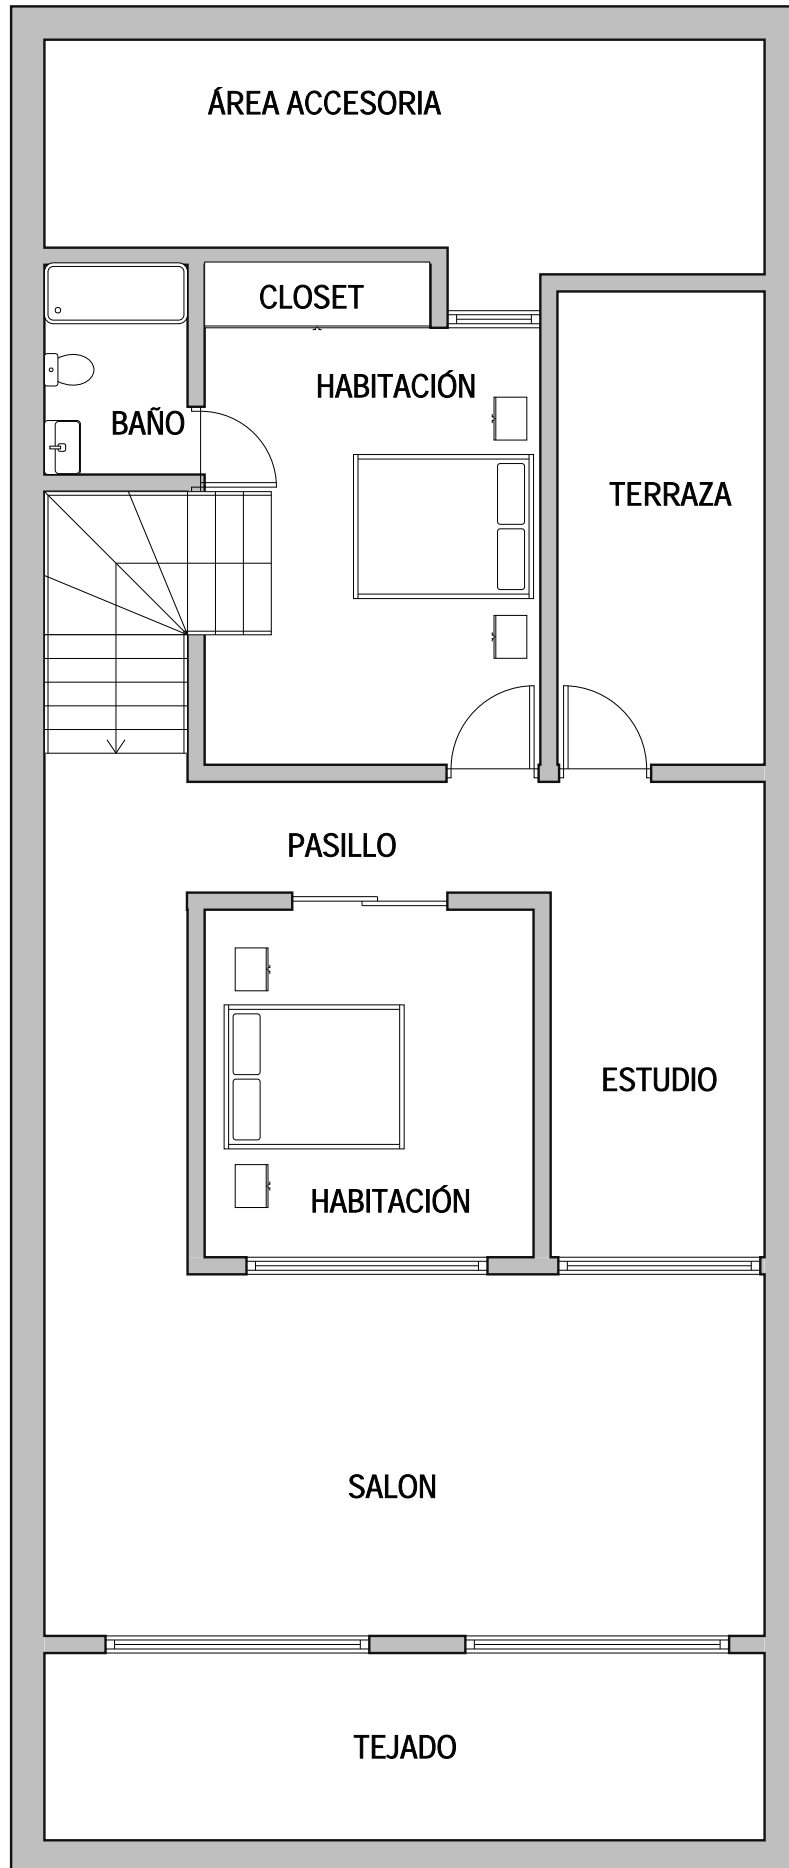 ÁREA ACCESORIA
CLOSET
HABITACIÓN
BAÑO
TERRAZA
PASILLO
ESTUDIO
HABITACIÓN
SALON
TEJADO